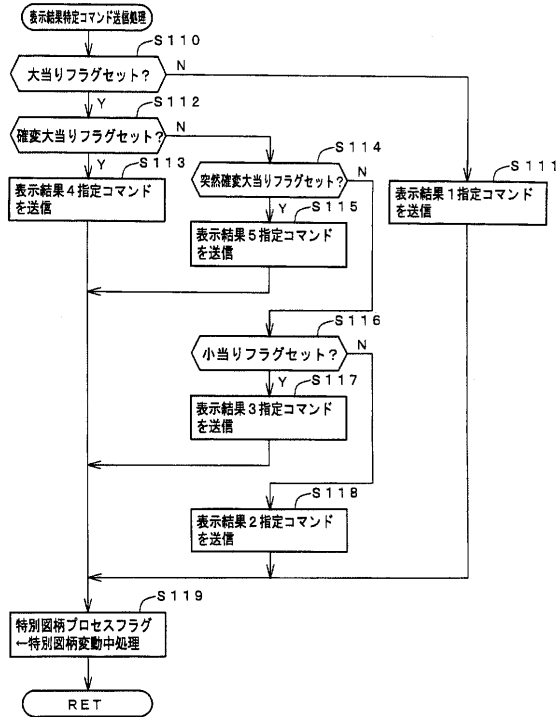 表示結果特定コマンド送信処理
S110
大当りフラグセット?
N
Y
S112
確変大当りフラグセット?
N
Y
S113
表示結果4指定コマンド
を送信
S114
突然確変大当りフラグセット?
N
Y
S115
表示結果5指定コマンド
を送信
S111
表示結果1指定コマンド
を送信
S116
小当りフラグセット?
N
Y
S117
表示結果3指定コマンド
を送信
S118
表示結果2指定コマンド
を送信
S119
特別図柄プロセスフラグ
←特別図柄変動中処理
RET